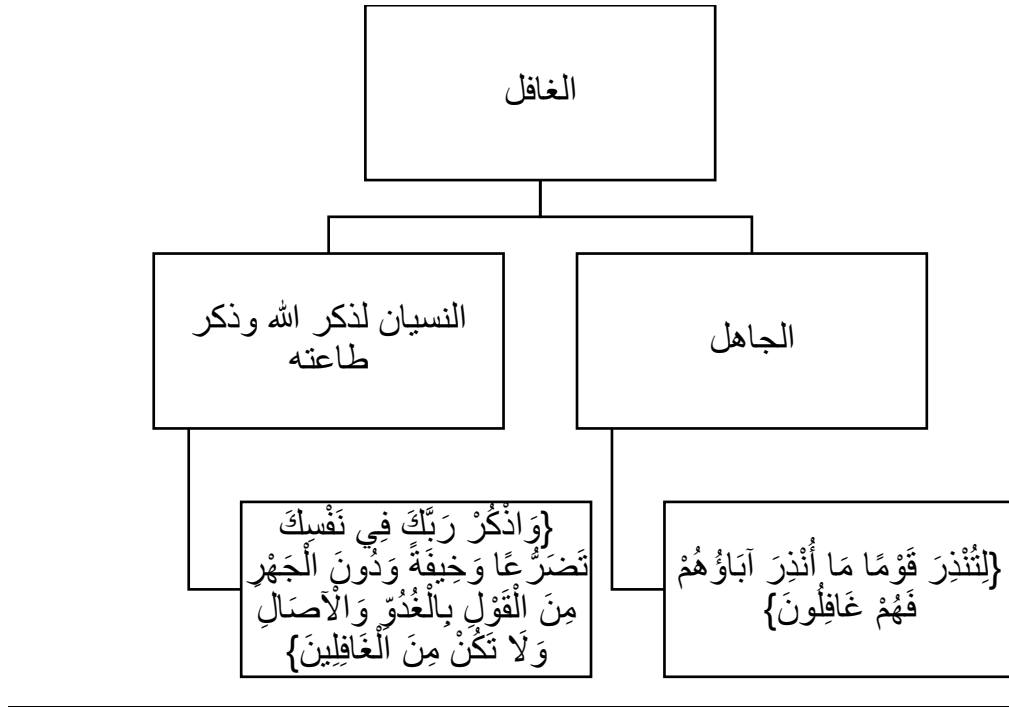 الغافل
الجاهل
النسيان لذكر الله وذكر
طاعته
{لِتُنْذِرَ قَوْمًا مَا أُنْذِرَ آبَاؤُهُمْ
فَهُمْ غَافِلُونَ}
{وَاذْكُرْ رَبَّكَ فِي نَفْسِكَ
تَضَرُّعًا وَخِيفَةً وَدُونَ الْجَهْرِ
مِنَ الْقَوْلِ بِالْغُدُوِّ وَالْآصَالِ
وَلَا تَكُنْ مِنَ الْغَافِلِينَ}